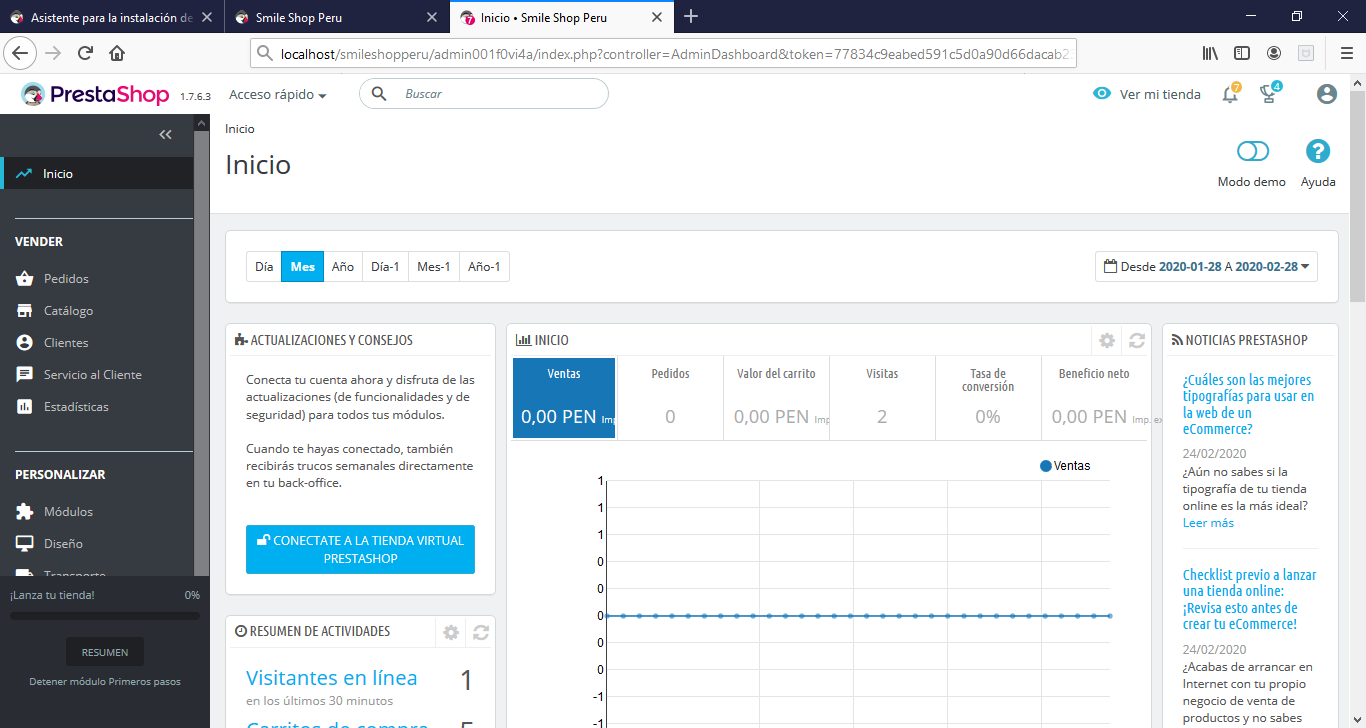 Asistente para la instalación de
Smile Shop Peru
Inicio • Smile Shop Peru
localhost/smileshopperu/admin001f0vi4a/index.php?controller=AdminDashboard&token=77834c9eabed591c5d0a90d66dacab2
PrestaShop 1.7.6.3
Acceso rápido
Buscar
Ver mi tienda
7
4
Inicio
Inicio
Modo demo
Ayuda
Inicio
VENDER
Pedidos
Catálogo
Clientes
Servicio al Cliente
Estadísticas
PERSONALIZAR
Módulos
Diseño
Transporte
¡Lanza tu tienda! 0%
RESUMEN
Detener módulo Primeros pasos
Día Mes Año Día-1 Mes-1 Año-1
Desde 2020-01-28 A 2020-02-28
ACTUALIZACIONES Y CONSEJOS
Conecta tu cuenta ahora y disfruta de las
actualizaciones (de funcionalidades y de
seguridad) para todos tus módulos.
Cuando te hayas conectado, también
recibirás trucos semanales directamente
en tu back-office.
CONECTATE A LA TIENDA VIRTUAL
PRESTASHOP
RESUMEN DE ACTIVIDADES
Visitantes en línea 1
en los últimos 30 minutos
Carritos de compra 5
INICIO
Ventas
0,00 PEN Imp
Pedidos
0
Valor del carrito
0,00 PEN Imp
Visitas
2
Tasa de
conversión
0%
Beneficio neto
0,00 PEN Imp. ex
Ventas
1
1
1
0
0
0
0
0
-1
-1
NOTICIAS PRESTASHOP
¿Cuáles son las mejores
tipografías para usar en
la web de un
eCommerce?
24/02/2020
¿Aún no sabes si la
tipografía de tu tienda
online es la más ideal?
Leer más
Checklist previo a lanzar
una tienda online:
¡Revisa esto antes de
crear tu eCommerce!
24/02/2020
¿Acabas de arrancar en
Internet con tu propio
negocio de venta de
productos y no sabes